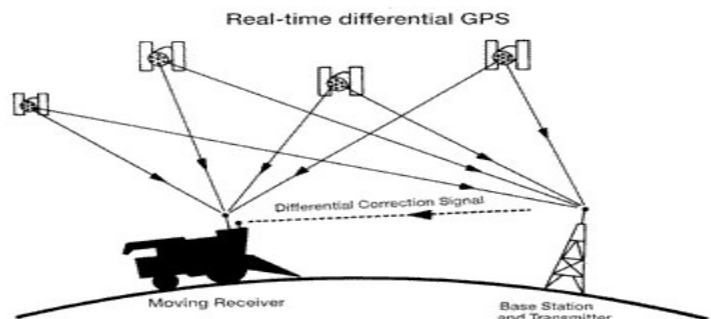 Real-time differential GPS
Differential Correction Signal
Moving Receiver
Base Station
and Transmitter